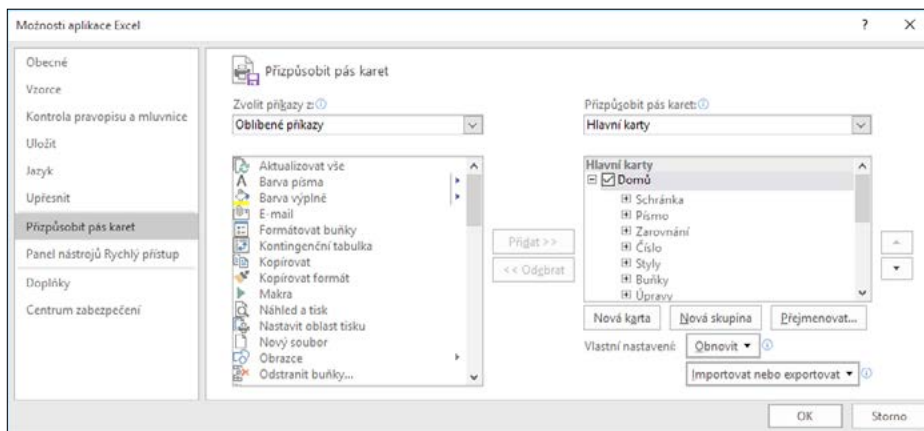 Možnosti aplikace Excel
Obecné
Vzorce
Kontrola pravopisu a mluvnice
Uložit
Jazyk
Upřesnit
Přizpůsobit pás karet
Panel nástrojů Rychlý přístup
Doplňky
Centrum zabezpečení
Přizpůsobit pás karet
Zvolit příkazy z:
Oblíbené příkazy
Aktualizovat vše
Barva písma
Barva výplně
E-mail
Formátovat buňky
Kontingenční tabulka
Kopírovat
Kopírovat formát
Makra
Náhled a tisk
Nastavit oblast tisku
Nový soubor
Obrazce
Odstranit buňky...
Přidat >>
<< Odebrat
Přizpůsobit pás karet:
Hlavní karty
Hlavní karty
Domů
Schránka
Písmo
Zarovnání
Číslo
Styly
Buňky
Úpravy
Nová karta
Nová skupina
Přejmenovat...
Vlastní nastavení:
Obnovit
Importovat nebo exportovat
OK
Storno